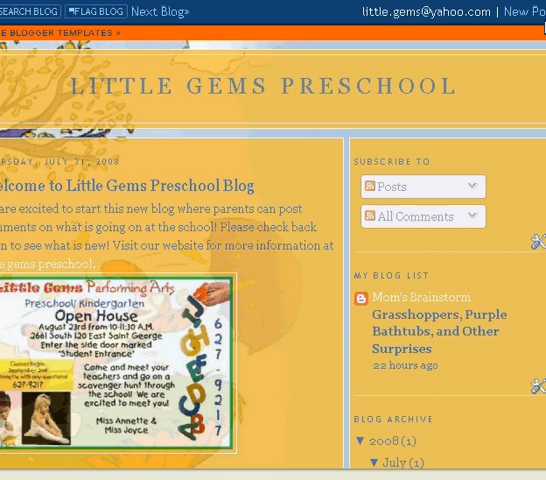 SEARCH BLOG FLAG BLOG Next Blog»
little.gems@yahoo.com | New Po
E BLOGGER TEMPLATES »
LITTLE GEMS PRESCHOOL
RSDAY, JULY 31, 2008
elcome to Little Gems Preschool Blog
are excited to start this new blog where parents can post
mments on what is going on at the school! Please check back
n to see what is new! Visit our website for more information at
e gems preschool.
Little Gems Performing Arts
Preschool/Kindergarten
Open House
August 23rd from 10-11:30 A.M.
2661 South 120 East Saint George
Enter the side door marked
"Student Entrance"
627-9217
Come and meet your
teachers and go on a
scavenger hunt through
the school! We are
excited to meet you!
Miss Annette &
Miss Joyce
627-9217
SUBSCRIBE TO
Posts
All Comments
MY BLOG LIST
Mom's Brainstorm
Grasshoppers, Purple
Bathtubs, and Other
Surprises
22 hours ago
BLOG ARCHIVE
▼ 2008 (1)
▼ July (1)